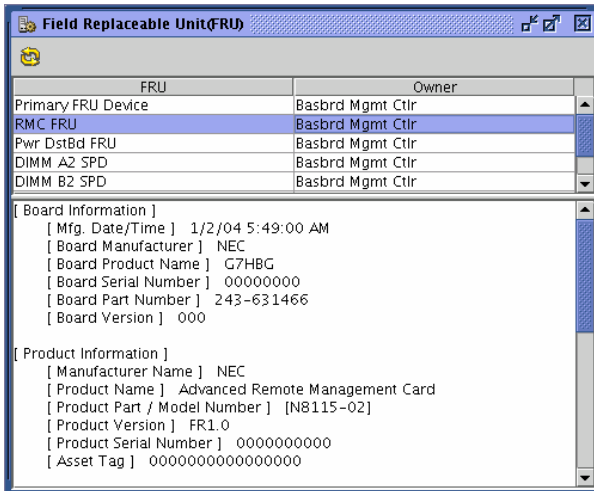 Field Replaceable Unit(FRU)
FRU Owner
Primary FRU Device Basbrd Mgmt Ctlr
RMC FRU Basbrd Mgmt Ctlr
Pwr DstBd FRU Basbrd Mgmt Ctlr
DIMM A2 SPD Basbrd Mgmt Ctlr
DIMM B2 SPD Basbrd Mgmt Ctlr
[ Board Information ]
[ Mfg. Date/Time ] 1/2/04 5:49:00 AM
[ Board Manufacturer ] NEC
[ Board Product Name ] G7HBG
[ Board Serial Number ] 00000000
[ Board Part Number ] 243-631466
[ Board Version ] 000
[ Product Information ]
[ Manufacturer Name ] NEC
[ Product Name ] Advanced Remote Management Card
[ Product Part / Model Number ] [N8115-02]
[ Product Version ] FR1.0
[ Product Serial Number ] 0000000000
[ Asset Tag ] 0000000000000000